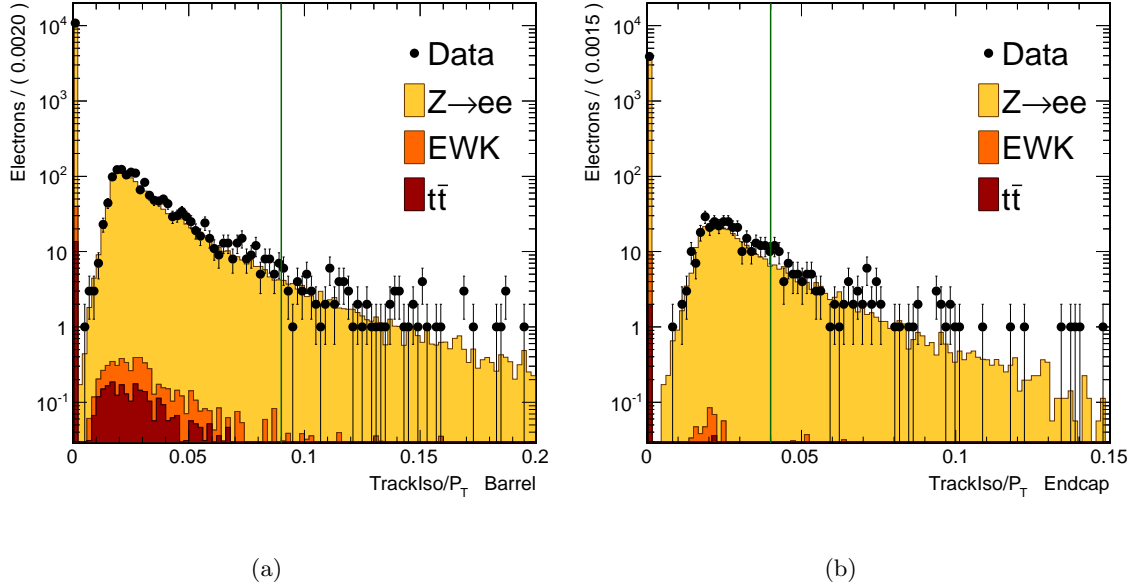 Electrons / ( 0.0020)
10⁴
10³
10²
10
1
10⁻¹
Data
Z→ee
EWK
tt̄
0
0.05
0.1
0.15
0.2
TrackIso/P_T Barrel
(a)
Electrons / ( 0.0015)
10⁴
10³
10²
10
1
10⁻¹
Data
Z→ee
EWK
tt̄
0
0.05
0.1
0.15
TrackIso/P_T Endcap
(b)